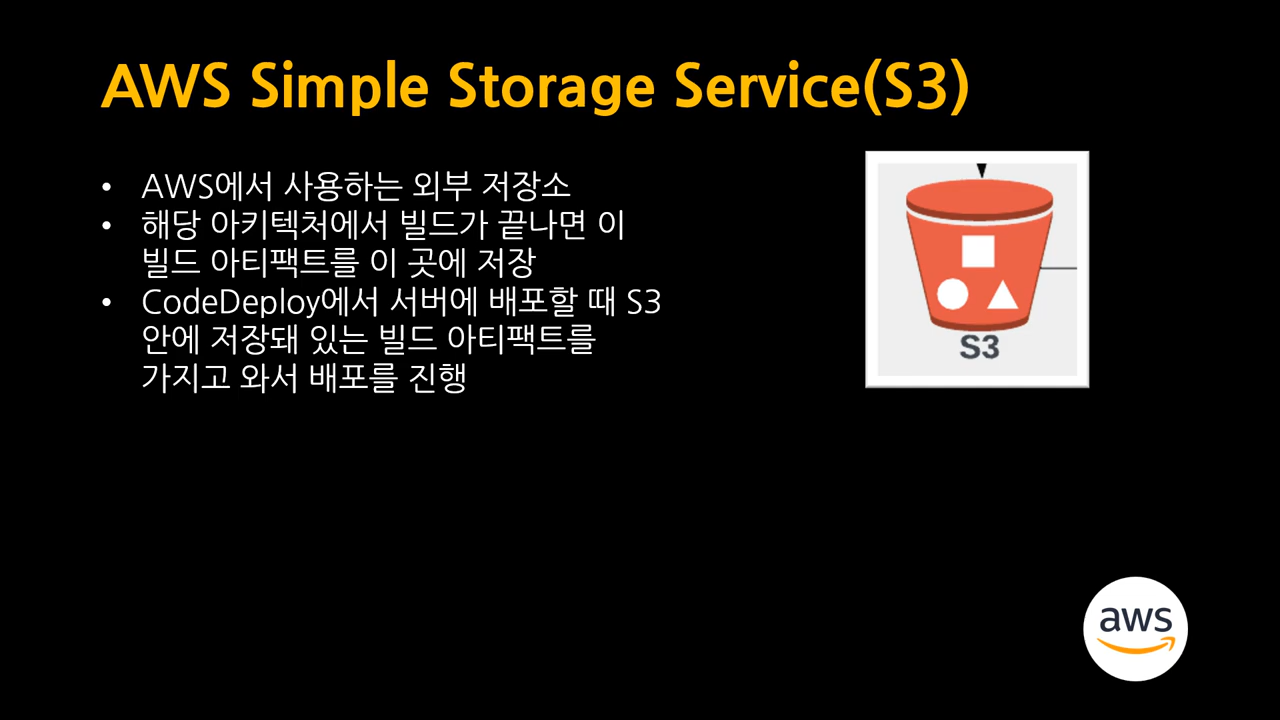 AWS Simple Storage Service(S3)
• AWS에서 사용하는 외부 저장소
• 해당 아키텍처에서 빌드가 끝나면 이
빌드 아티팩트를 이 곳에 저장
• CodeDeploy에서 서버에 배포할 때 S3
안에 저장돼 있는 빌드 아티팩트를
가지고 와서 배포를 진행
S3
aws